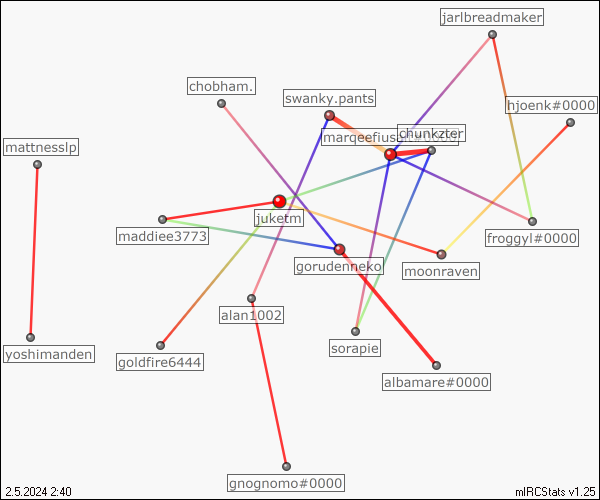 jarlbreadmaker
chobham.
swanky.pants
hjoenk#0000
chunkzter
mattnesslp
juketm
maddiee3773
froggyl#0000
gorudenneko
moonraven
alan1002
sorapie
yoshimanden
goldfire6444
albamare#0000
gnognomo#0000
2.5.2024 2:40
mIRCStats v1.25